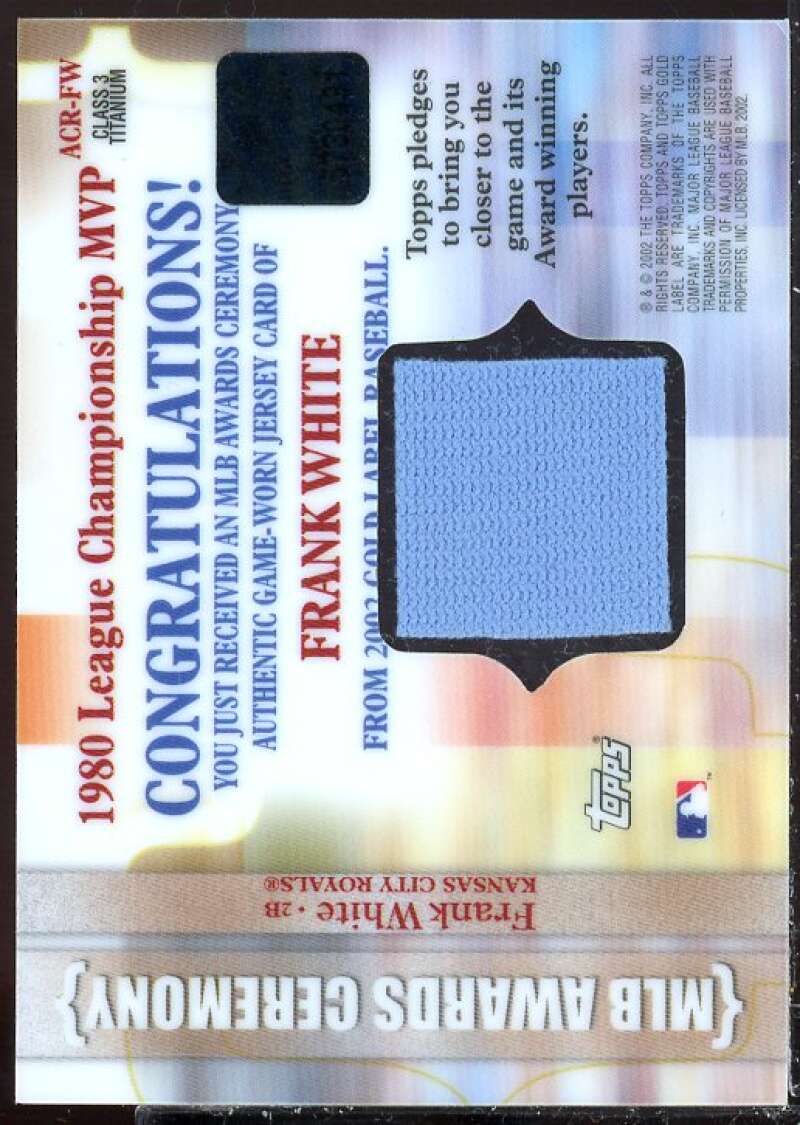 1980 League Championship MVP
ACR-FW
CLASS 3
TITANIUM
CONGRATULATIONS!
YOU JUST RECEIVED AN MLB AWARDS CEREMONY
AUTHENTIC GAME-WORN JERSEY CARD OF
FRANK WHITE
FROM 2002 GOLD LABEL BASEBALL.
Topps pledges
to bring you
closer to the
game and its
Award winning
players.
® & © 2002 THE TOPPS COMPANY, INC. ALL
RIGHTS RESERVED. TOPPS AND TOPPS GOLD
LABEL ARE TRADEMARKS OF THE TOPPS
COMPANY, INC. MAJOR LEAGUE BASEBALL
TRADEMARKS AND COPYRIGHTS ARE USED WITH
PERMISSION OF MAJOR LEAGUE BASEBALL
PROPERTIES, INC. LICENSED BY MLB. 2002.
topps®
Frank White · 2B
KANSAS CITY ROYALS®
{MLB AWARDS CEREMONY}